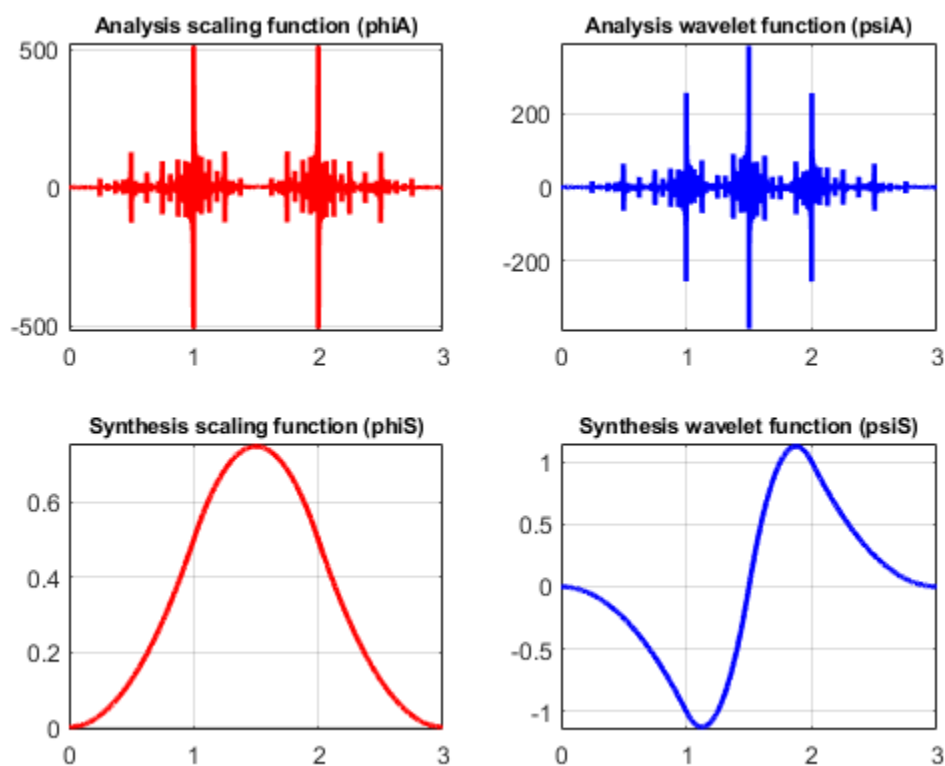 Analysis scaling function (phiA)
500
0
-500
0 1 2 3
Analysis wavelet function (psiA)
200
0
-200
0 1 2 3
Synthesis scaling function (phiS)
0.6
0.4
0.2
0
0 1 2 3
Synthesis wavelet function (psiS)
1
0.5
0
-0.5
-1
0 1 2 3